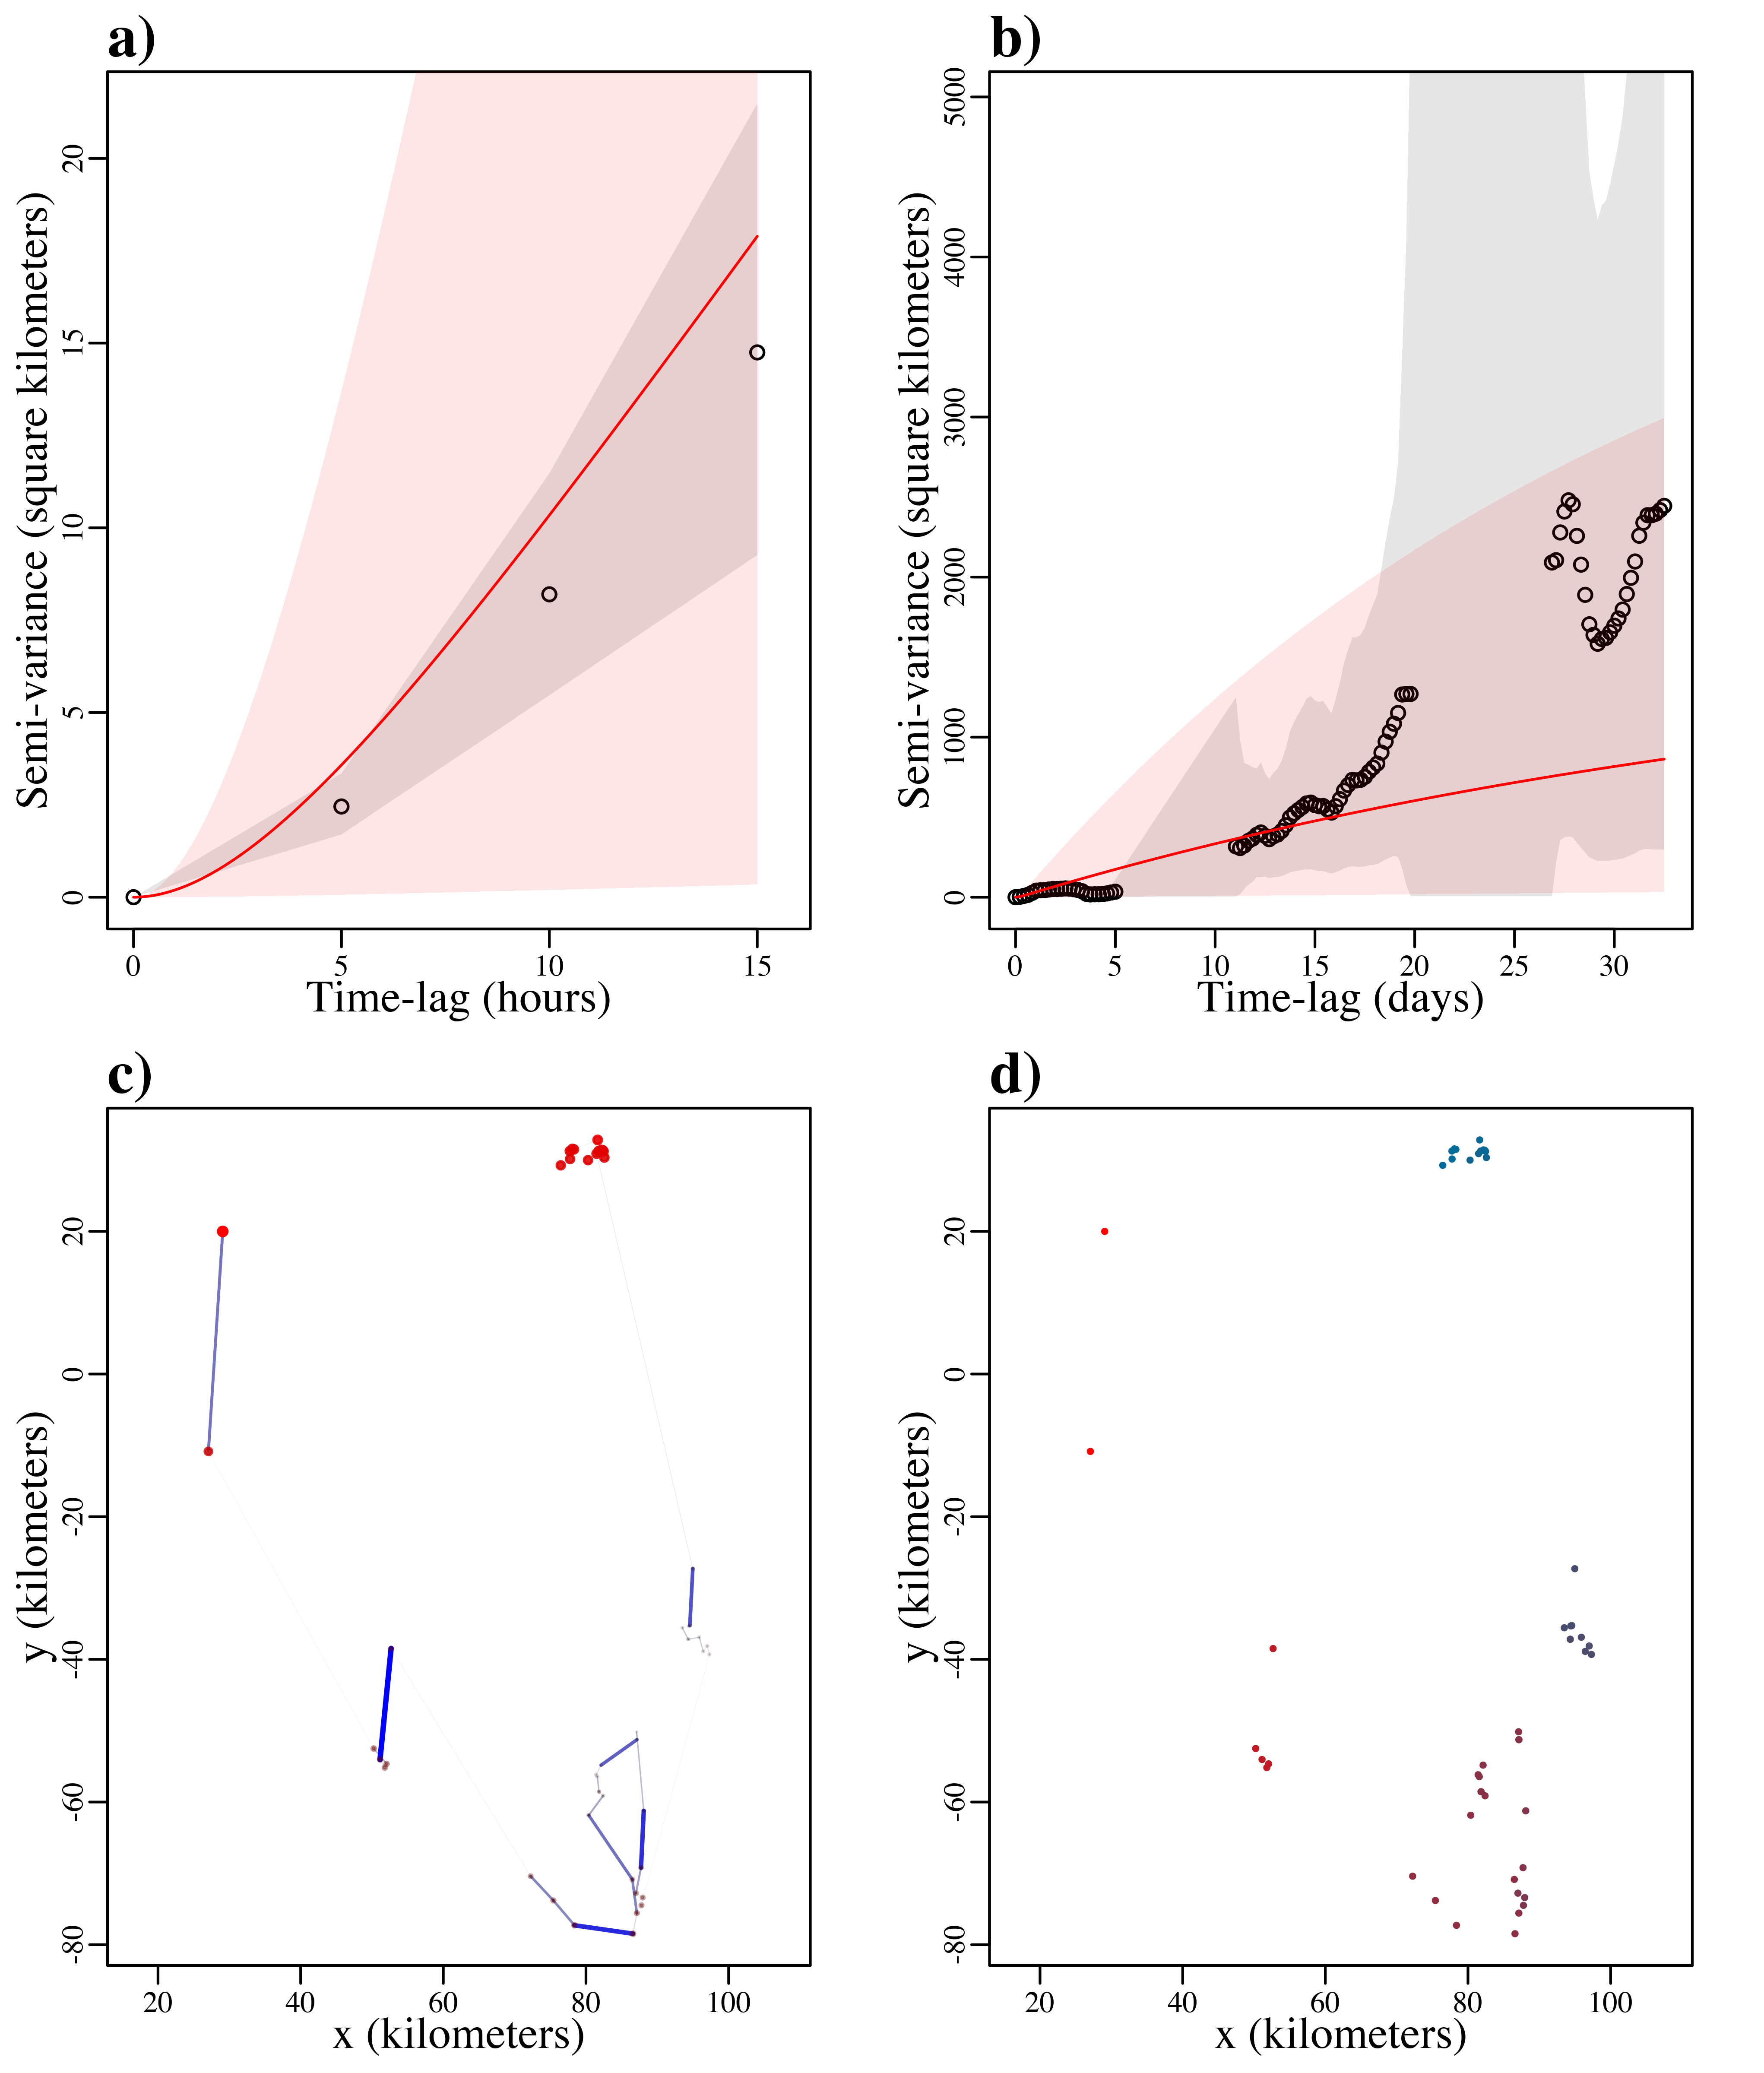 a)
Semi-variance (square kilometers)
20
15
10
5
0
0 5 10 15
Time-lag (hours)
b)
Semi-variance (square kilometers)
5000
4000
3000
2000
1000
0
0 5 10 15 20 25 30
Time-lag (days)
c)
y (kilometers)
20
0
-20
-40
-60
-80
20 40 60 80 100
x (kilometers)
d)
y (kilometers)
20
0
-20
-40
-60
-80
20 40 60 80 100
x (kilometers)